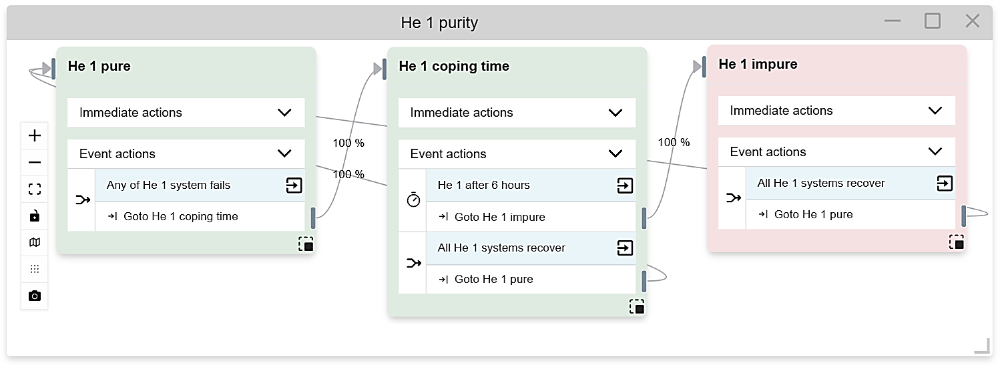 He 1 purity
He 1 pure
Immediate actions
Event actions
Any of He 1 system fails
Goto He 1 coping time
100 %
100 %
He 1 coping time
Immediate actions
Event actions
He 1 after 6 hours
Goto He 1 impure
All He 1 systems recover
Goto He 1 pure
100 %
He 1 impure
Immediate actions
Event actions
All He 1 systems recover
Goto He 1 pure